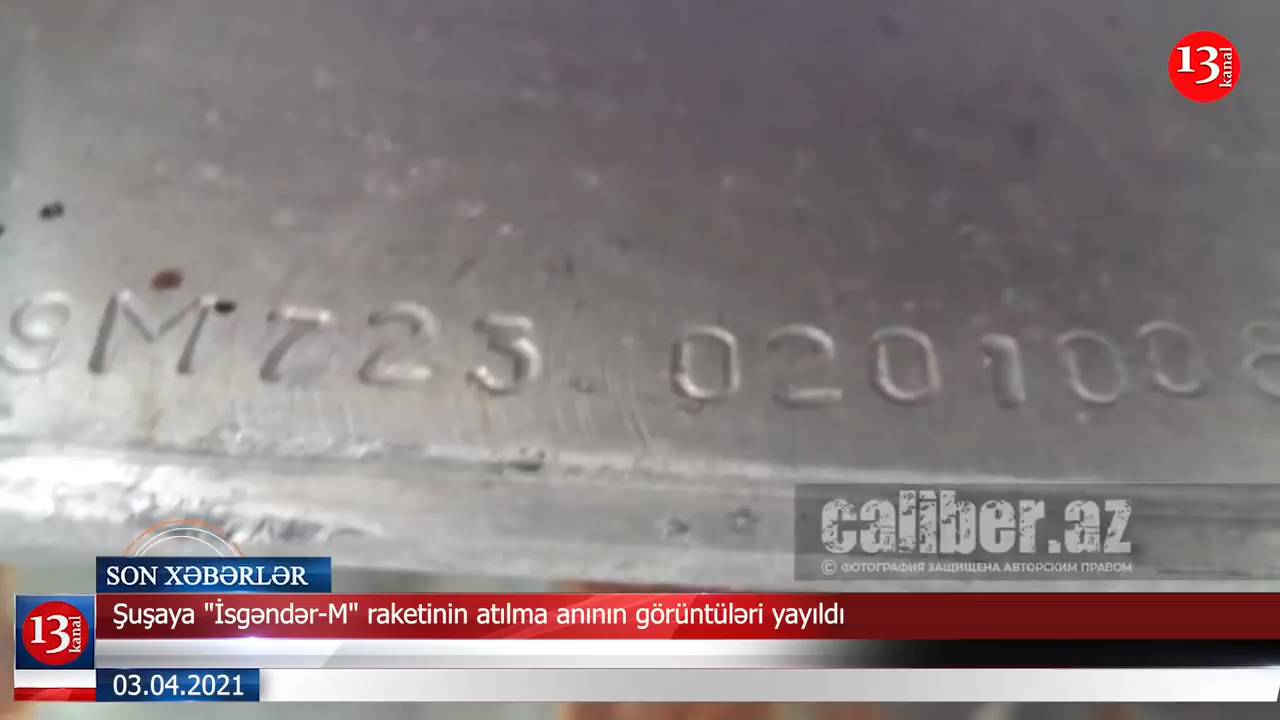 13 kanal
9M723.0201008
caliber.az
© ФОТОГРАФИЯ ЗАЩИЩЕНА АВТОРСКИМ ПРАВОМ
SON XƏBƏRLƏR
13 kanal
Şuşaya "İsgəndər-M" raketinin atılma anının görüntüləri yayıldı
03.04.2021